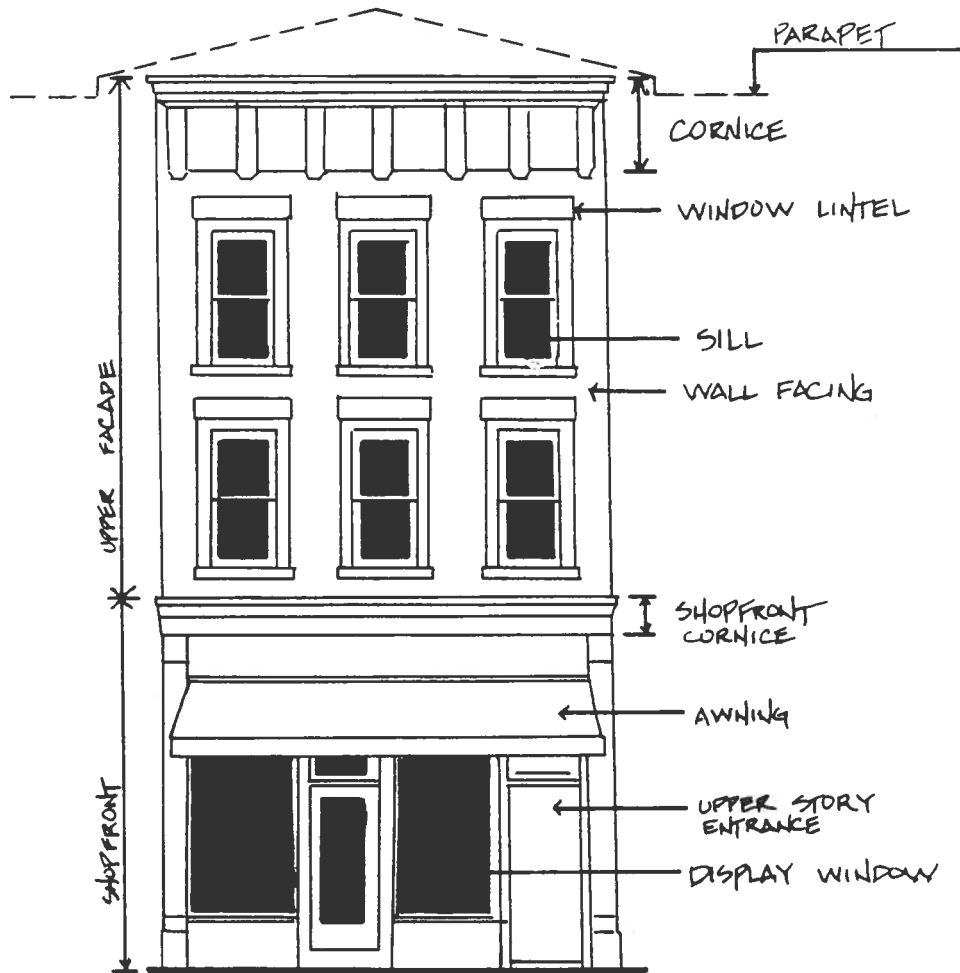 PARAPET
CORNICE
WINDOW LINTEL
SILL
WALL FACING
UPPER FACADE
SHOPFRONT
CORNICE
AWNING
SHOPFRONT
UPPER STORY
ENTRANCE
DISPLAY WINDOW